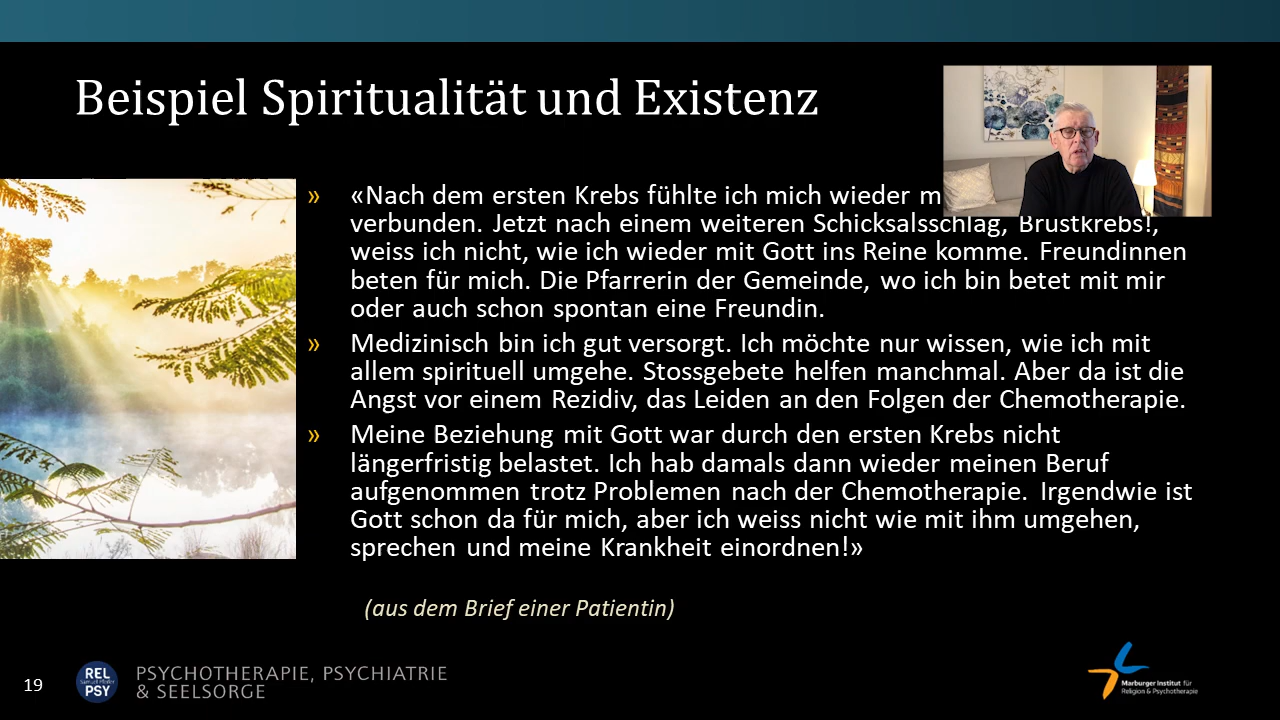 Beispiel Spiritualität und Existenz
» «Nach dem ersten Krebs fühlte ich mich wieder
verbunden. Jetzt nach einem weiteren Schicksalsschlag, Brustkrebs!,
weiss ich nicht, wie ich wieder mit Gott ins Reine komme. Freundinnen
beten für mich. Die Pfarrerin der Gemeinde, wo ich bin betet mit mir
oder auch schon spontan eine Freundin.
» Medizinisch bin ich gut versorgt. Ich möchte nur wissen, wie ich mit
allem spirituell umgehe. Stossgebete helfen manchmal. Aber da ist die
Angst vor einem Rezidiv, das Leiden an den Folgen der Chemotherapie.
» Meine Beziehung mit Gott war durch den ersten Krebs nicht
längerfristig belastet. Ich hab damals dann wieder meinen Beruf
aufgenommen trotz Problemen nach der Chemotherapie. Irgendwie ist
Gott schon da für mich, aber ich weiss nicht wie mit ihm umgehen,
sprechen und meine Krankheit einordnen!»
(aus dem Brief einer Patientin)
19
REL
PSY
PSYCHOTHERAPIE, PSYCHIATRIE
& SEELSORGE
Marburger Institut für
Religion & Psychotherapie